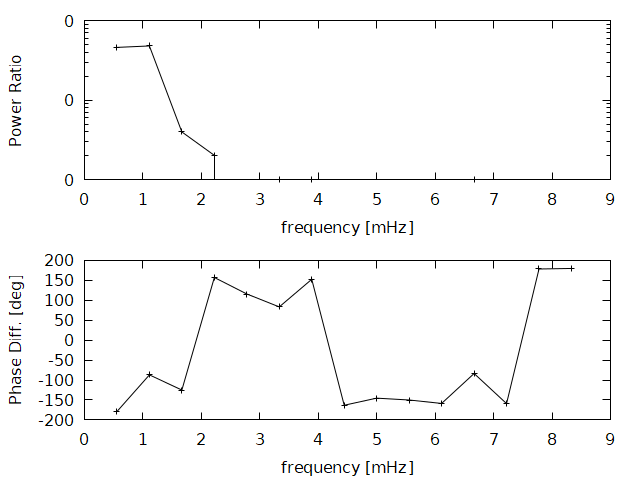 0
0
0
Power Ratio
0 1 2 3 4 5 6 7 8 9
frequency [mHz]
200
150
100
50
0
-50
-100
-150
-200
Phase Diff. [deg]
0 1 2 3 4 5 6 7 8 9
frequency [mHz]